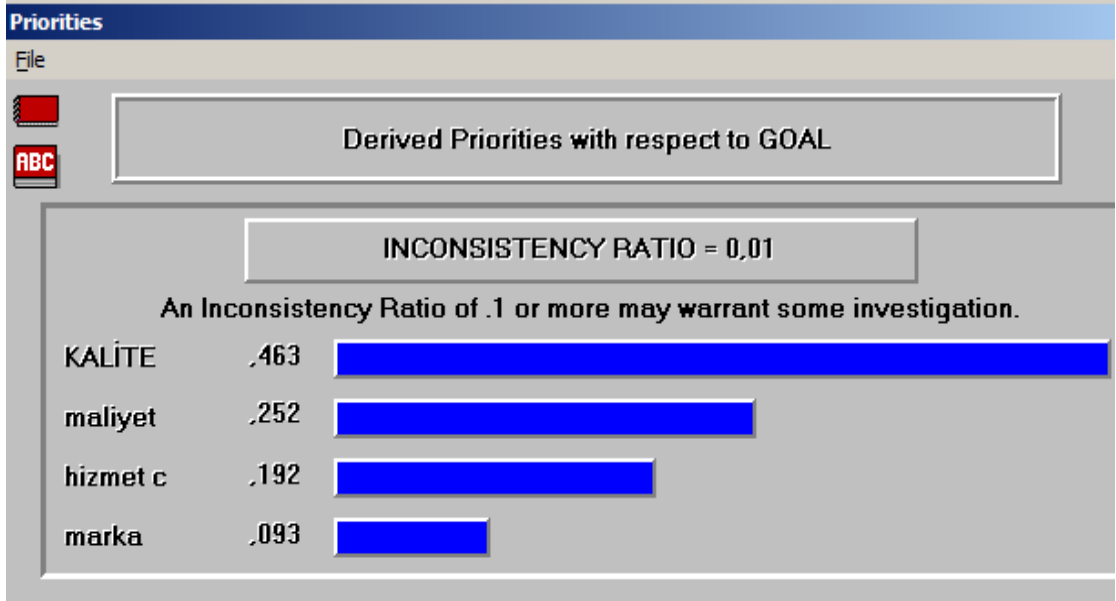 Priorities
File
ABC
Derived Priorities with respect to GOAL
INCONSISTENCY RATIO = 0,01
An Inconsistency Ratio of .1 or more may warrant some investigation.
KALİTE ,463
maliyet ,252
hizmet c ,192
marka ,093